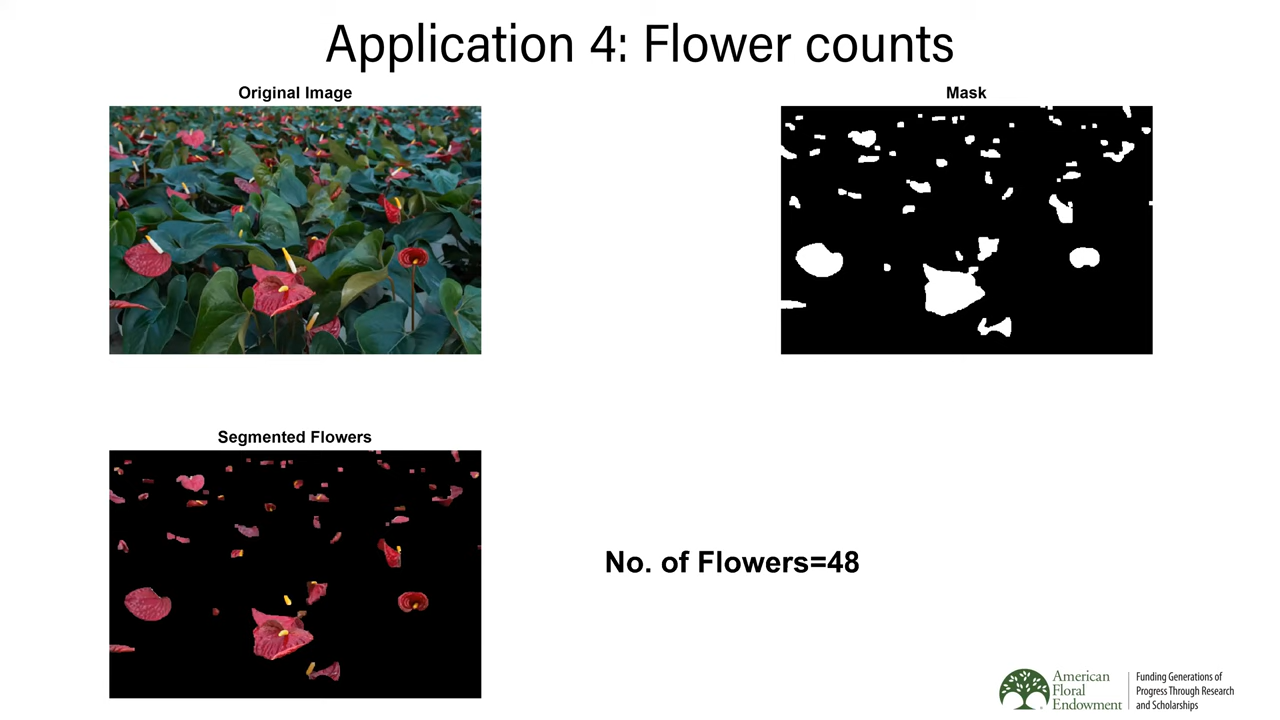 Application 4: Flower counts
Original Image
Mask
Segmented Flowers
No. of Flowers=48
American
Floral
Endowment
Funding Generations of
Progress Through Research
and Scholarships